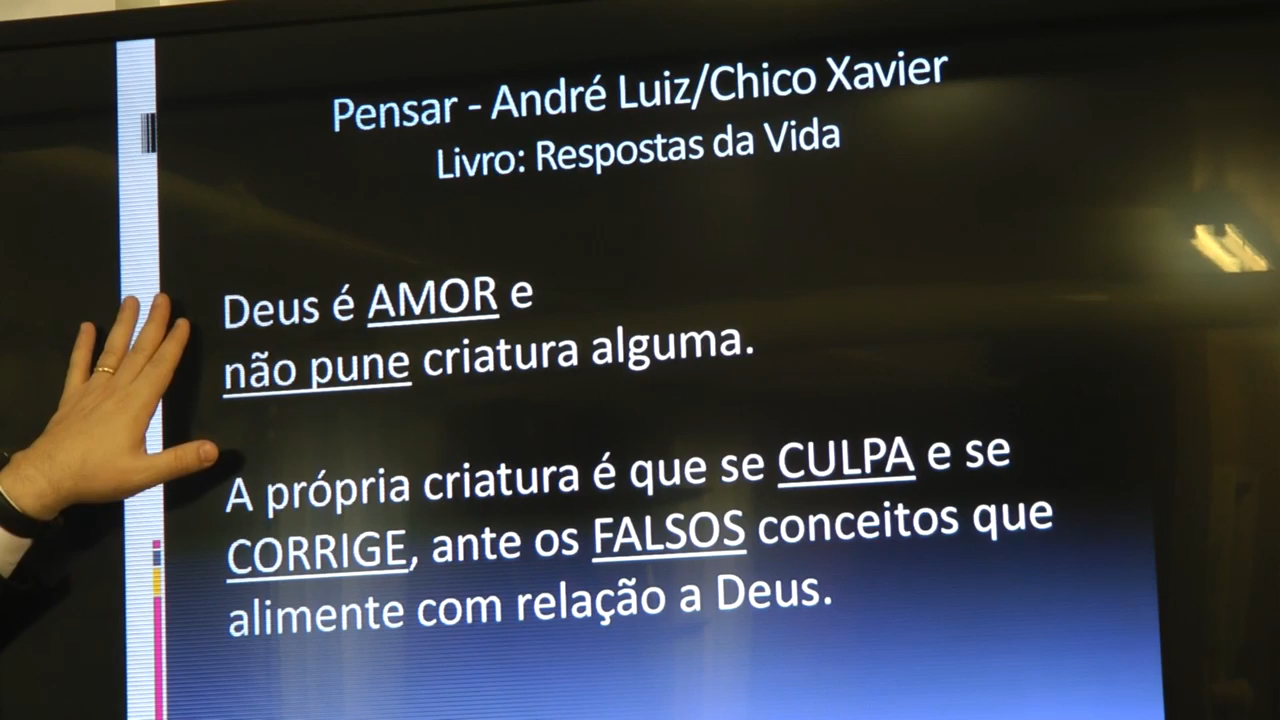 Pensar - André Luiz/Chico Xavier
Livro: Respostas da Vida
Deus é AMOR e
não pune criatura alguma.
A própria criatura é que se CULPA e se
CORRIGE, ante os FALSOS conceitos que
alimente com relação a Deus.